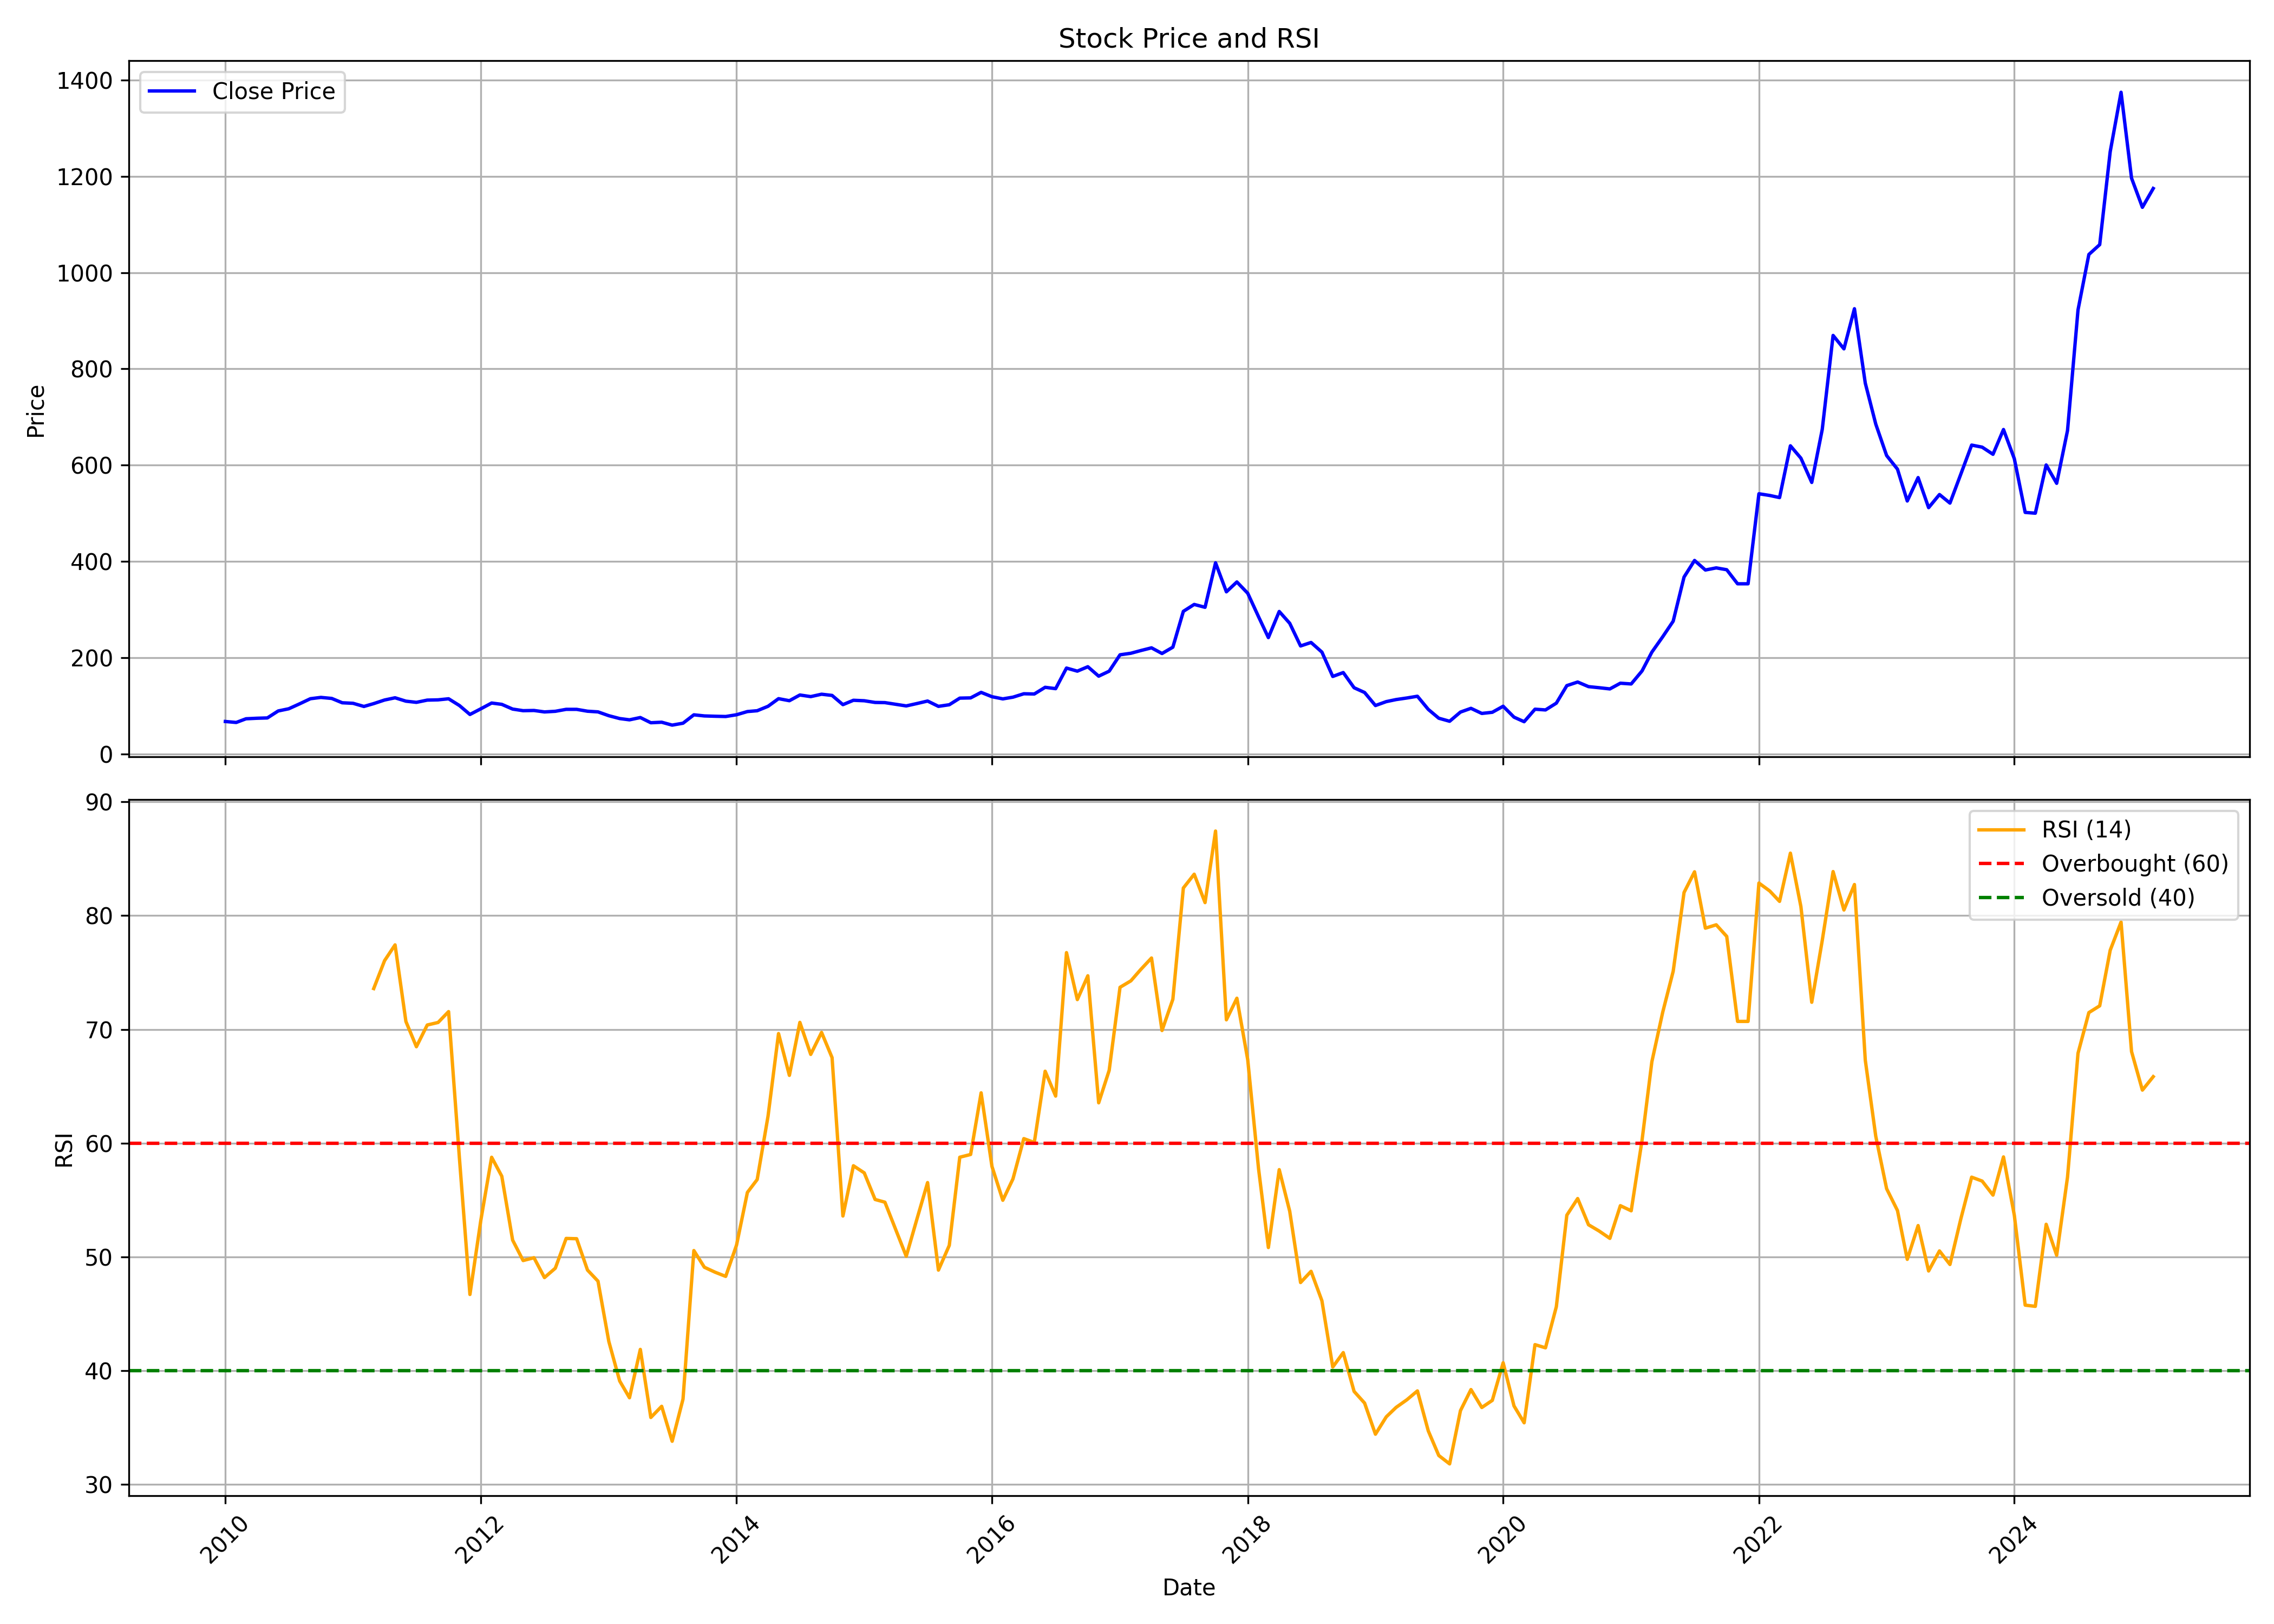 Stock Price and RSI
Close Price
1400
1200
1000
800
600
400
200
0
Price
RSI (14)
Overbought (60)
Oversold (40)
90
80
70
60
50
40
30
RSI
2010
2012
2014
2016
2018
2020
2022
2024
Date